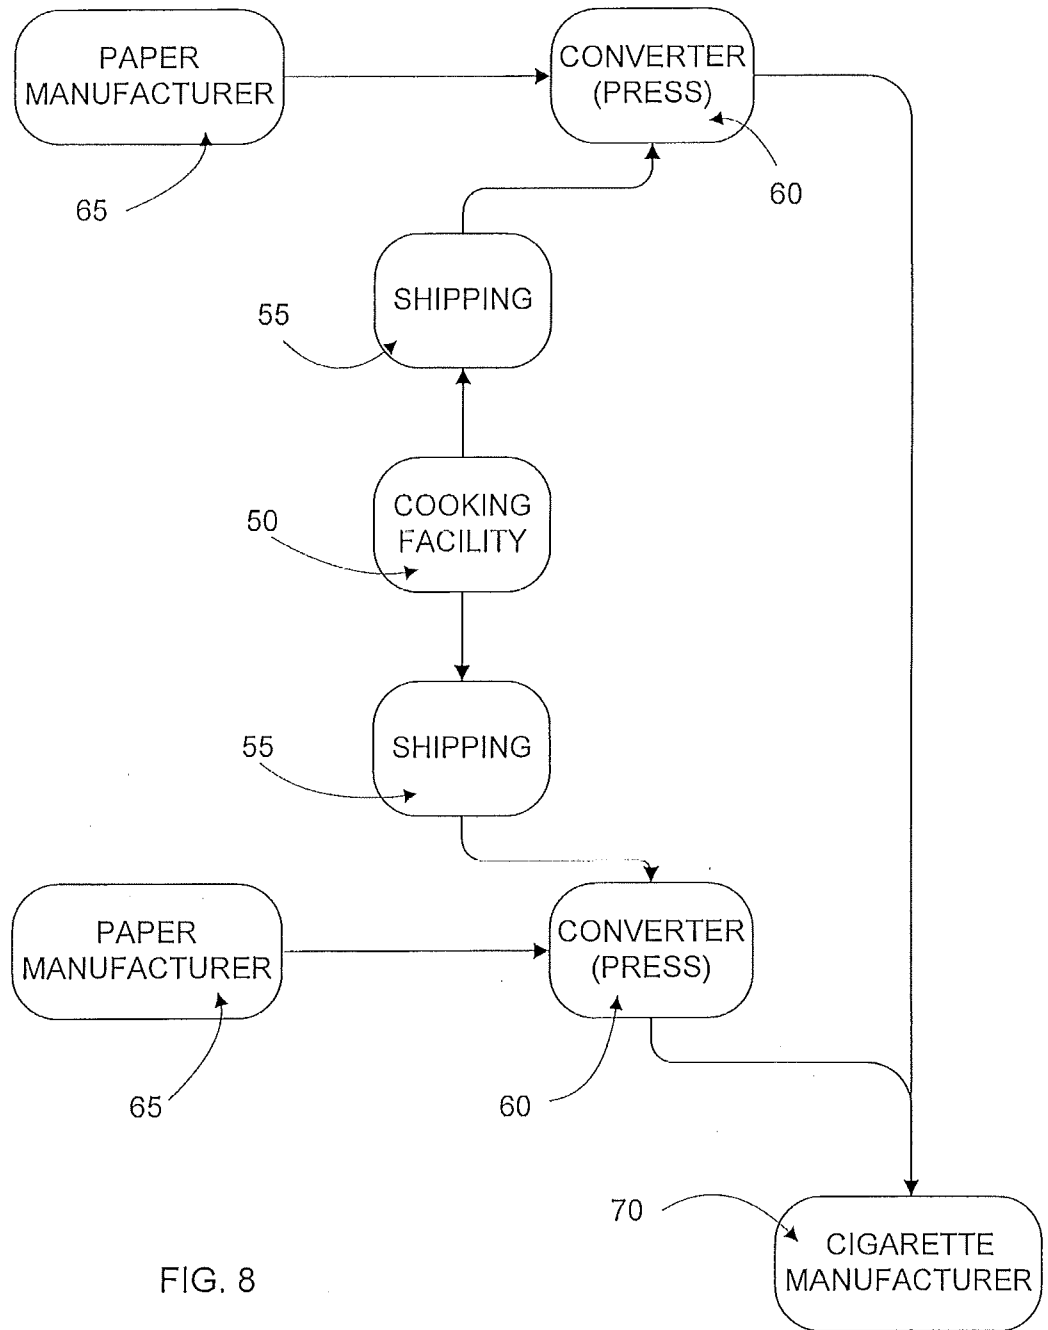 PAPER
MANUFACTURER
CONVERTER
(PRESS)
65
60
SHIPPING
55
COOKING
FACILITY
50
SHIPPING
55
PAPER
MANUFACTURER
CONVERTER
(PRESS)
65
60
70
CIGARETTE
MANUFACTURER
FIG. 8